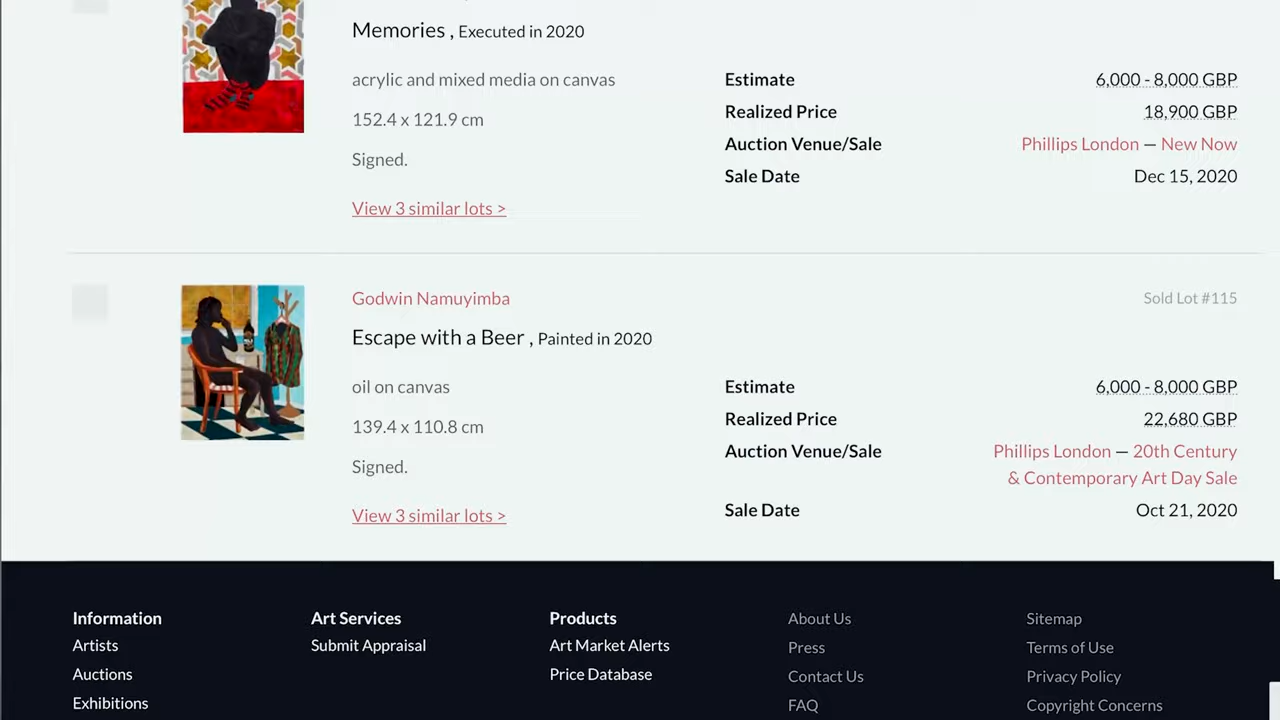 Memories , Executed in 2020
acrylic and mixed media on canvas
152.4 x 121.9 cm
Signed.
View 3 similar lots >
Estimate 6,000 - 8,000 GBP
Realized Price 18,900 GBP
Auction Venue/Sale Phillips London — New Now
Sale Date Dec 15, 2020
Godwin Namuyimba
Sold Lot #115
Escape with a Beer , Painted in 2020
oil on canvas
139.4 x 110.8 cm
Signed.
View 3 similar lots >
Estimate 6,000 - 8,000 GBP
Realized Price 22,680 GBP
Auction Venue/Sale Phillips London — 20th Century
& Contemporary Art Day Sale
Sale Date Oct 21, 2020
Information
Artists
Auctions
Exhibitions
Art Services
Submit Appraisal
Products
Art Market Alerts
Price Database
About Us
Press
Contact Us
FAQ
Sitemap
Terms of Use
Privacy Policy
Copyright Concerns